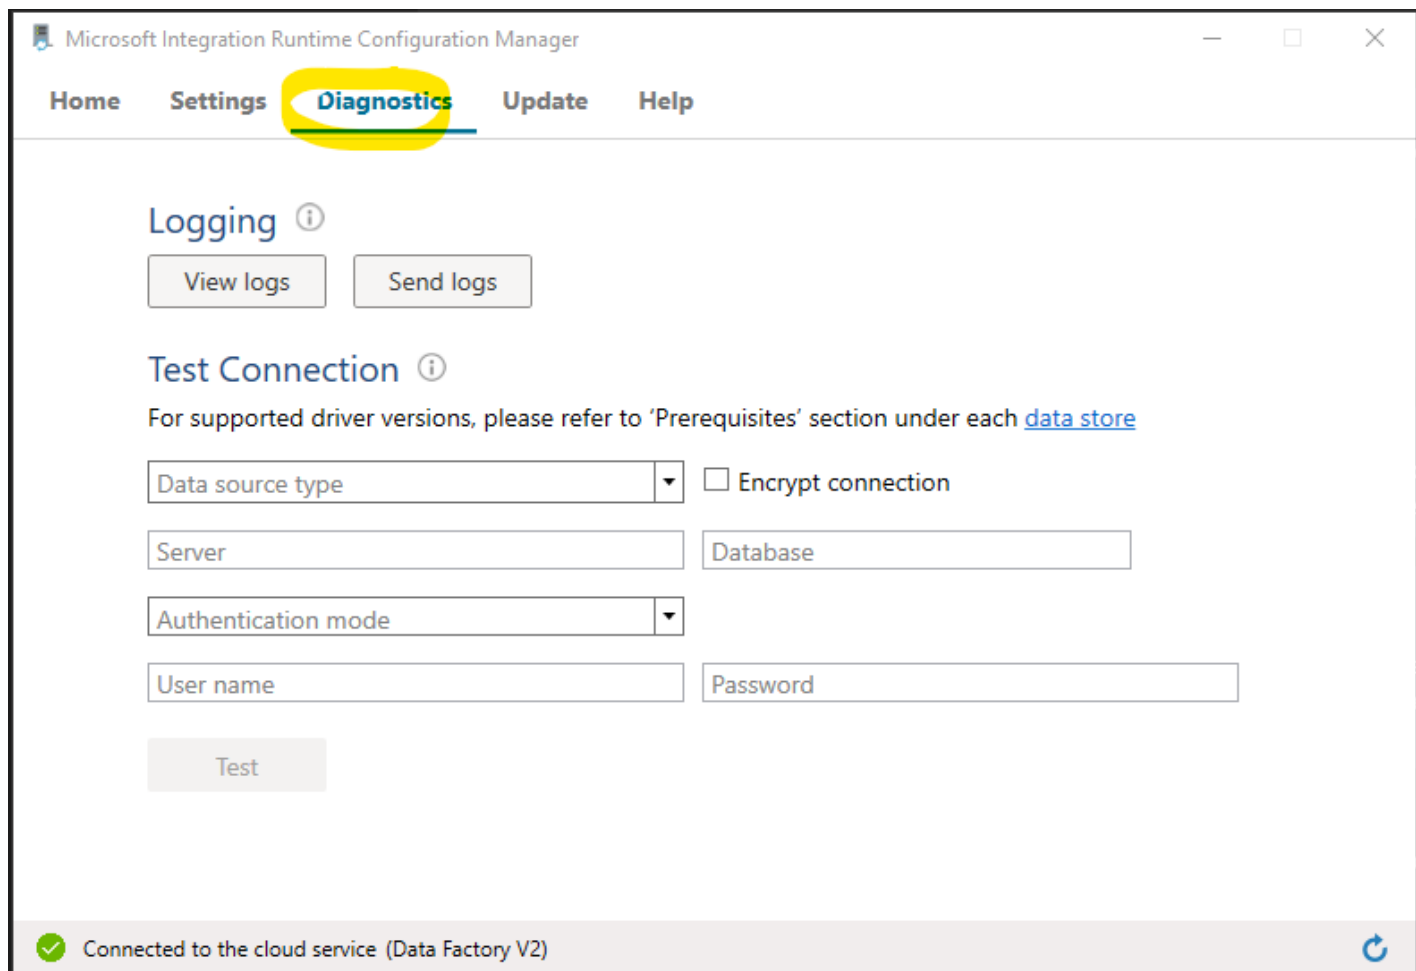 Microsoft Integration Runtime Configuration Manager
Home Settings Diagnostics Update Help
Logging
View logs Send logs
Test Connection
For supported driver versions, please refer to ‘Prerequisites’ section under each data store
Data source type Encrypt connection
Server Database
Authentication mode
User name Password
Test
Connected to the cloud service (Data Factory V2)